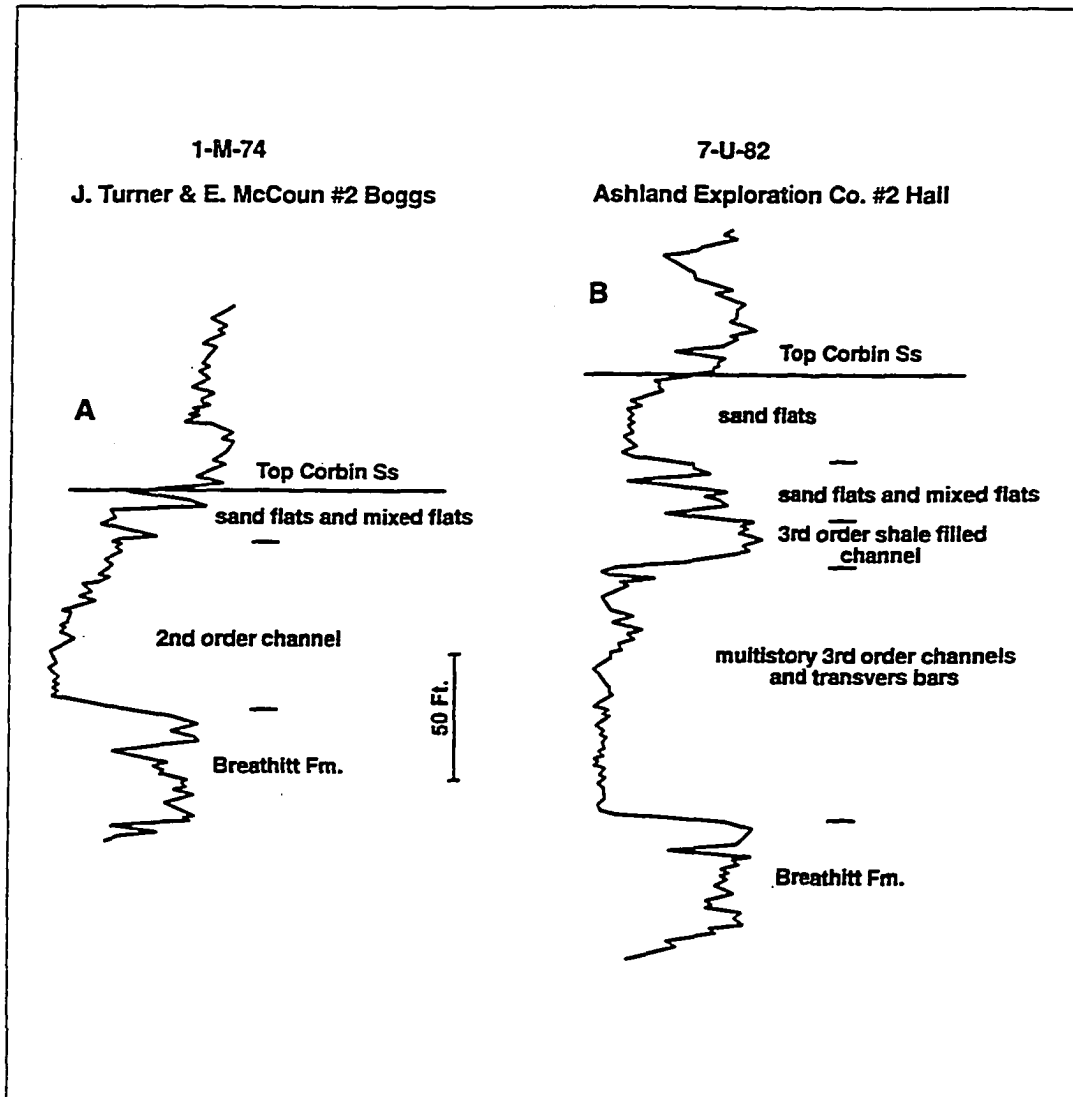 1-M-74
J. Turner & E. McCoun #2 Boggs
A
Top Corbin Ss
sand flats and mixed flats
2nd order channel
50 Ft.
Breathitt Fm.
7-U-82
Ashland Exploration Co. #2 Hall
B
Top Corbin Ss
sand flats
sand flats and mixed flats
3rd order shale filled
channel
multistory 3rd order channels
and transvers bars
Breathitt Fm.